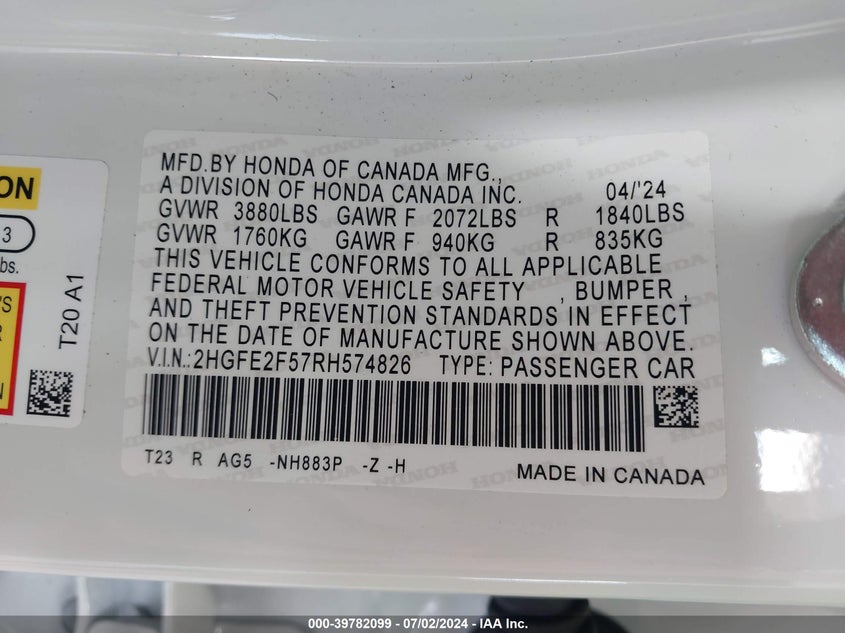 MFD.BY HONDA OF CANADA MFG.,
A DIVISION OF HONDA CANADA INC. 04/'24
GVWR 3880LBS GAWR F 2072LBS R 1840LBS
GVWR 1760KG GAWR F 940KG R 835KG
THIS VEHICLE CONFORMS TO ALL APPLICABLE
FEDERAL MOTOR VEHICLE SAFETY , BUMPER ,
AND THEFT PREVENTION STANDARDS IN EFFECT
ON THE DATE OF MANUFACTURE SHOWN ABOVE.
V.I.N.: 2HGFE2F57RH574826 TYPE: PASSENGER CAR
T23 R AG5 -NH883P -Z -H
MADE IN CANADA
ON
3
bs.
'S
R
N
T20 A1
000-39782099 / 07/02/2024 - IAA Inc.